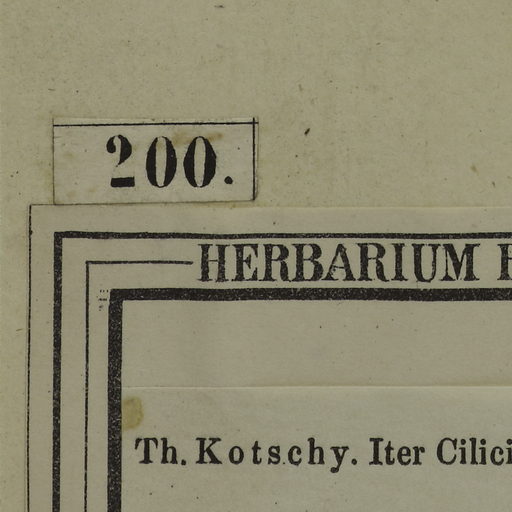 200.
HERBARIUM
Th. Kotschy. Iter